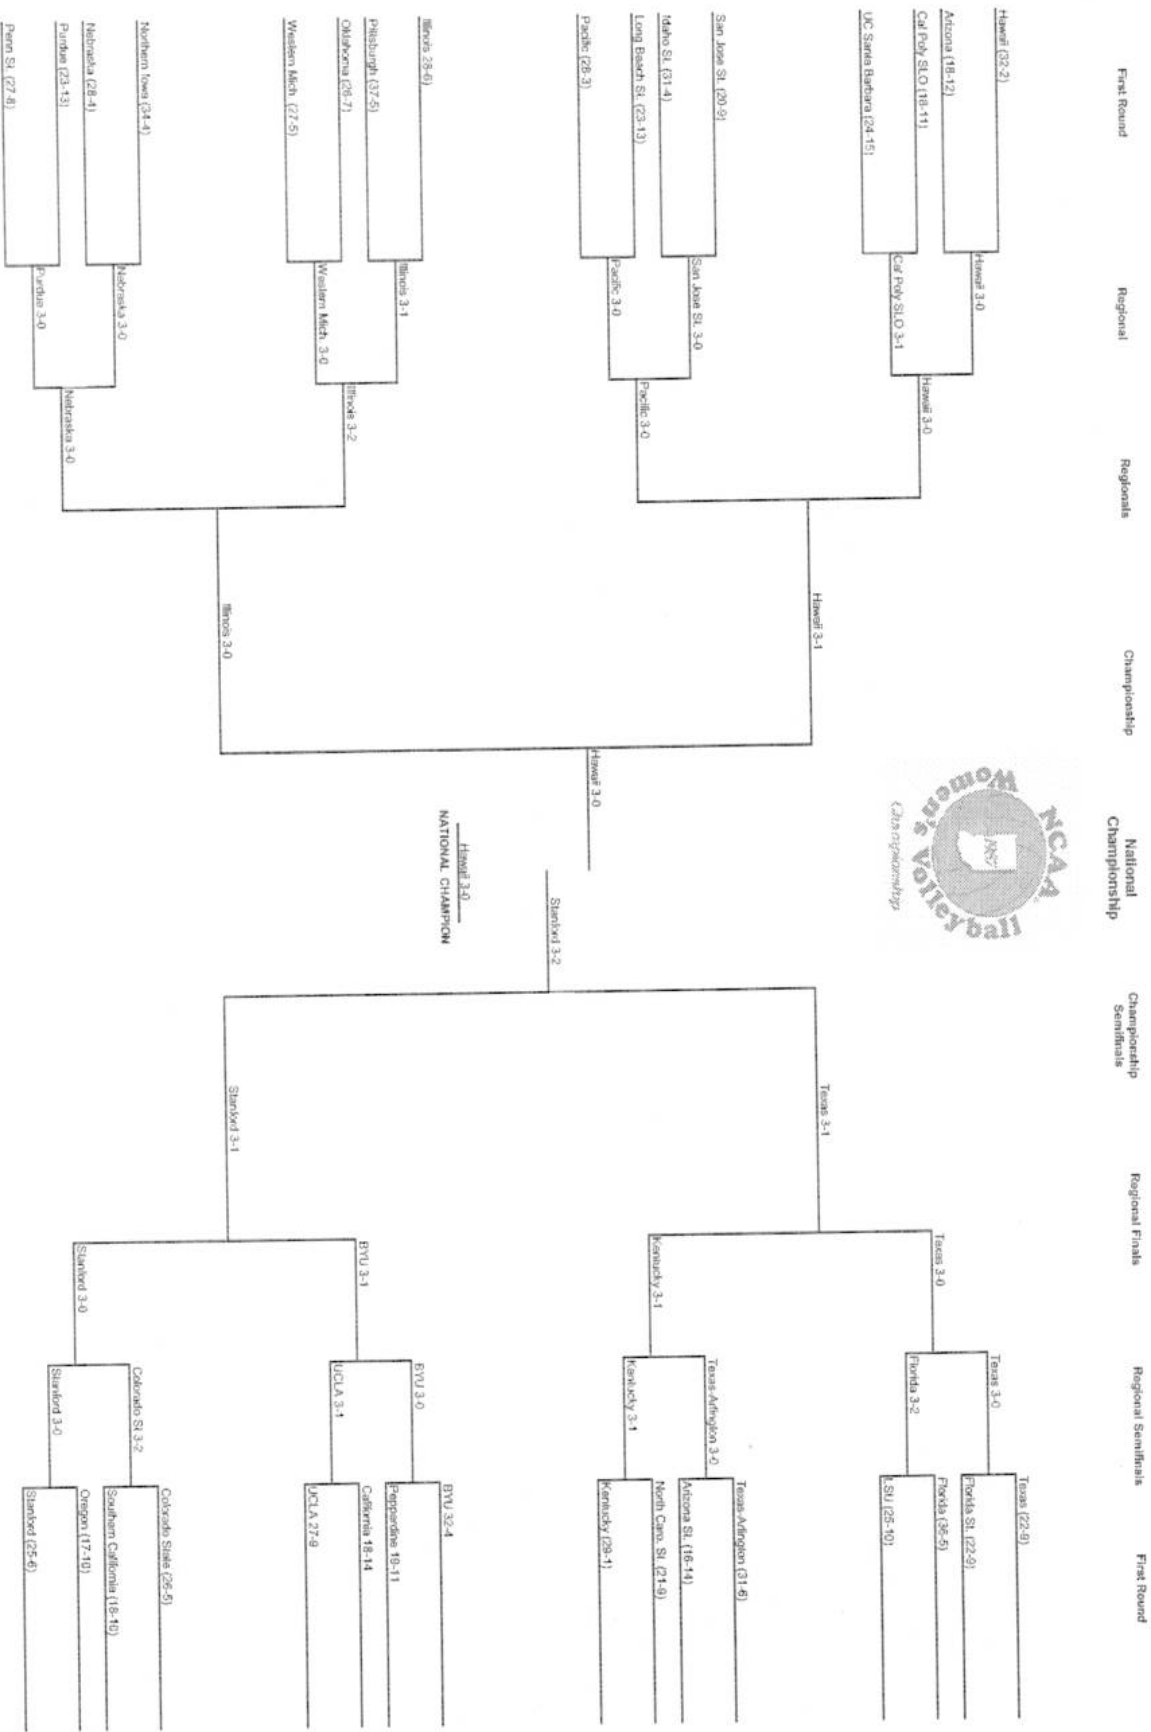 First Round
Regional
Regionals
Championship
National
Championship
Championship
Semifinals
Regional Finals
Regional Semifinals
First Round
NCAA
Women's Volleyball
1987
Championship
Hawaii (32-2)
Arizona (18-12)
Cal Poly SLO (18-11)
UC Santa Barbara (24-15)
San Jose St. (20-9)
Idaho St. (31-4)
Long Beach St. (23-13)
Pacific (28-3)
Illinois 28-6)
Pittsburgh (37-5)
Oklahoma (26-7)
Western Mich. (27-5)
Northern Iowa (34-4)
Nebraska (28-4)
Purdue (23-13)
Penn St. (27-8)
Hawaii 3-0
Cal Poly SLO 3-1
San Jose St. 3-0
Pacific 3-0
Illinois 3-1
Western Mich. 3-0
Nebraska 3-0
Purdue 3-0
Hawaii 3-0
Pacific 3-0
Illinois 3-2
Nebraska 3-0
Hawaii 3-1
Illinois 3-0
Hawaii 3-0
Hawaii 3-0
NATIONAL CHAMPION
Stanford 3-2
Texas 3-1
Stanford 3-1
Texas 3-0
Kentucky 3-1
BYU 3-1
Stanford 3-0
Texas 3-0
Florida 3-2
Texas-Arlington 3-0
Kentucky 3-1
BYU 3-0
UCLA 3-1
Colorado St 3-2
Stanford 3-0
Texas (22-9)
Florida St. (22-9)
Florida (36-5)
LSU (25-10)
Texas-Arlington (31-6)
Arizona St. (16-14)
North Caro. St. (21-9)
Kentucky (29-1)
BYU 32-4
Pepperdine 19-11
California 18-14
UCLA 27-9
Colorado State (26-5)
Southern California (18-10)
Oregon (17-10)
Stanford (25-6)